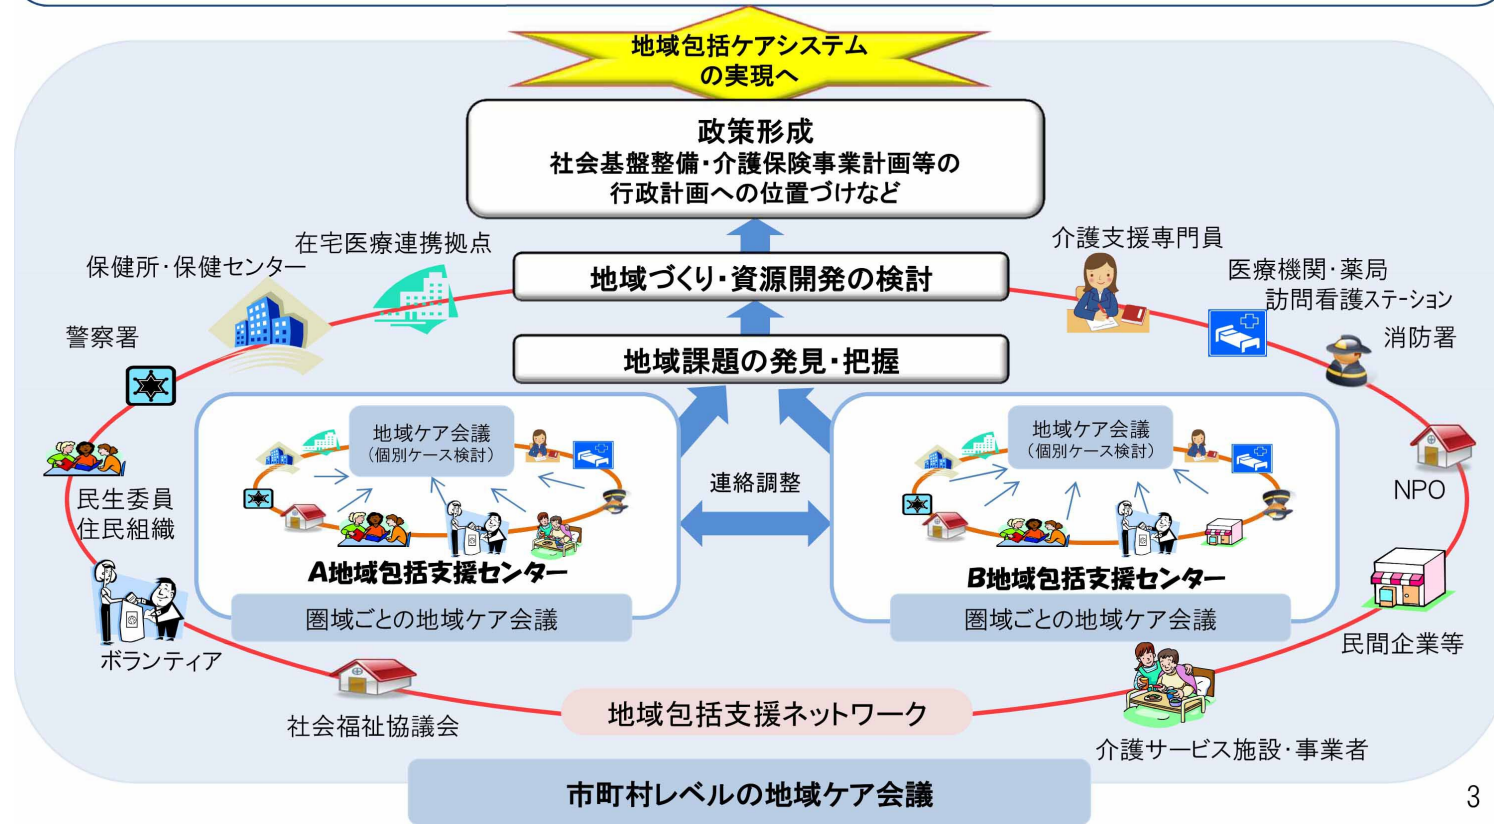 地域包括ケアシステム
の実現へ
政策形成
社会基盤整備・介護保険事業計画等の
行政計画への位置づけなど
在宅医療連携拠点
保健所・保健センター
地域づくり・資源開発の検討
介護支援専門員
医療機関・薬局
訪問看護ステーション
警察署
消防署
地域課題の発見・把握
地域ケア会議
(個別ケース検討)
地域ケア会議
(個別ケース検討)
連絡調整
民生委員
住民組織
NPO
A地域包括支援センター
B地域包括支援センター
圏域ごとの地域ケア会議
圏域ごとの地域ケア会議
ボランティア
民間企業等
社会福祉協議会
地域包括支援ネットワーク
介護サービス施設・事業者
市町村レベルの地域ケア会議
3